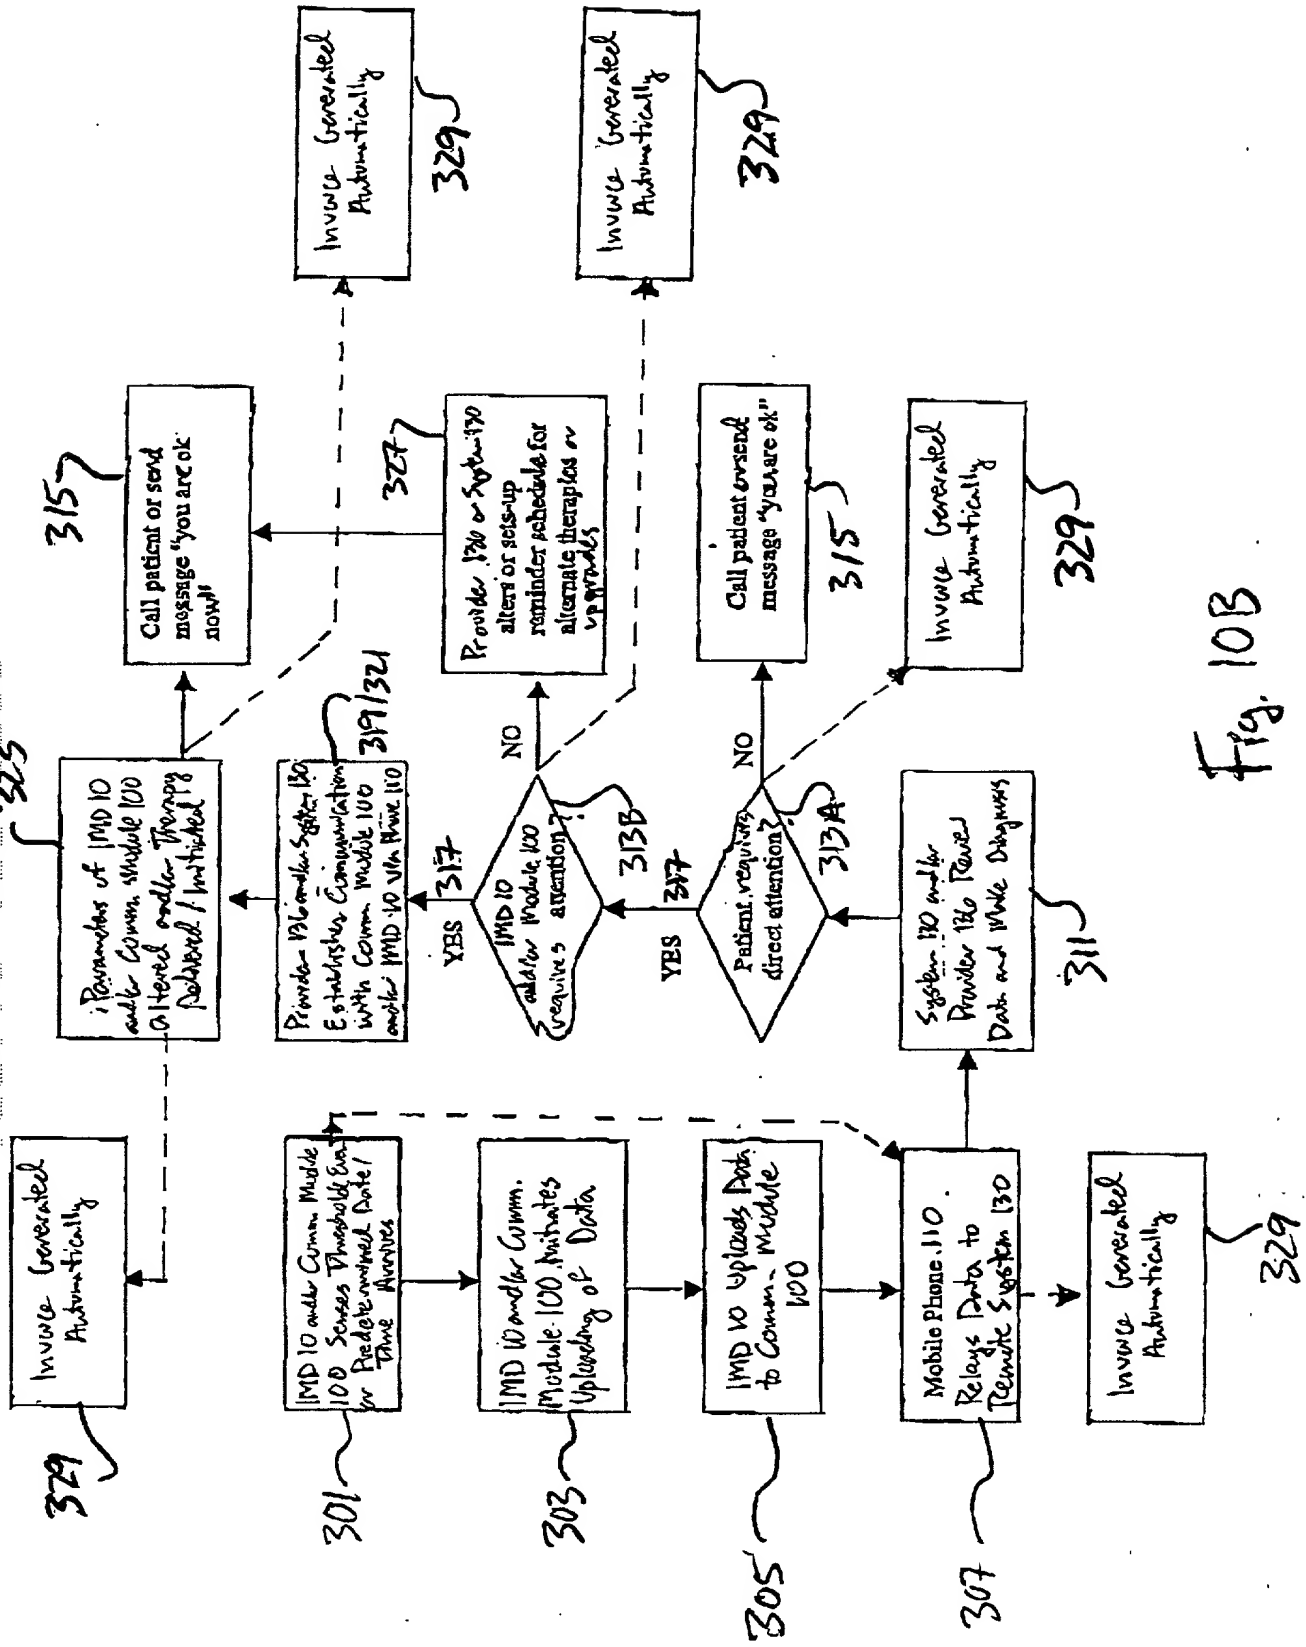 329
Invoice Generated
Automatically
325
Parameters of IMD 10
and/or Comm. Module 100
altered and/or Therapy
Delivered / Initiated
315
Call patient or send
message "you are ok
now"
Invoice Generated
Automatically
329
301
IMD 10 and/or Comm. Module
100 Senses Threshold Event
or Predetermined Date/
Time Arrives
319/321
Provider 136 and/or System 130
Establishes Communication
with Comm. Module 100
and/or IMD 10 via Phone 110
327
Provider 136 or System 130
alters or sets-up
reminder schedule for
alternate therapies or
upgrades
Invoice Generated
Automatically
329
303
IMD 10 and/or Comm.
Module 100 Initiates
Uploading of Data
YES
317
IMD 10
and/or Module 100
requires attention?
313B
NO
305
IMD 10 Uploads Data
to Comm. Module
100
YES
317
Patient requires
direct attention?
313A
NO
Call patient or send
message "you are ok"
315
307
Mobile Phone 110
Relays Data to
Remote System 130
System 130 and/or
Provider 136 Review
Data and Make Diagnosis
311
Invoice Generated
Automatically
329
Invoice Generated
Automatically
329
Fig. 10B